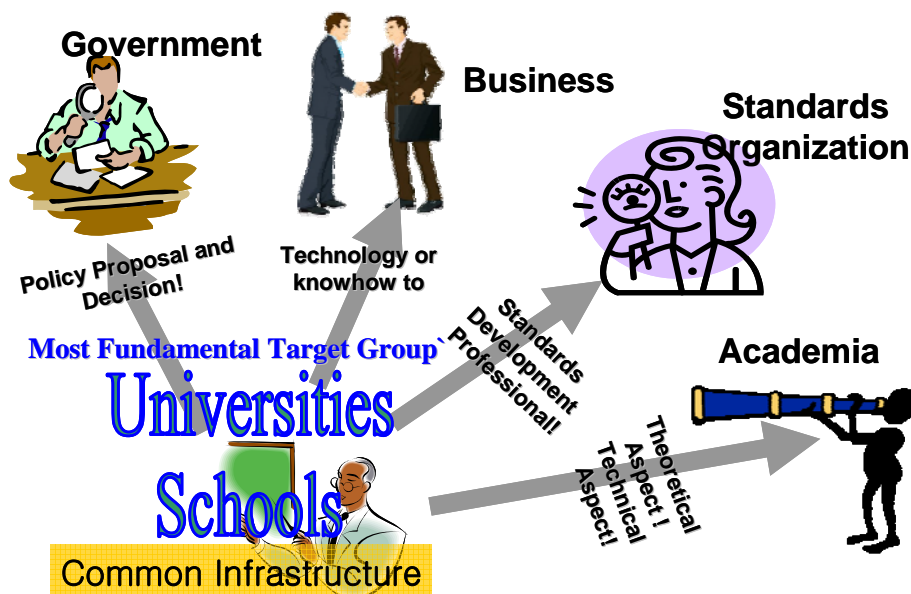 Government
Business
Standards
Organization
Policy Proposal and
Decision!
Technology or
knowhow to
Standards
Development
Professional!
Most Fundamental Target Group`
Universities
Schools
Common Infrastructure
Academia
Theoretical
Aspect !
Technical
Aspect!